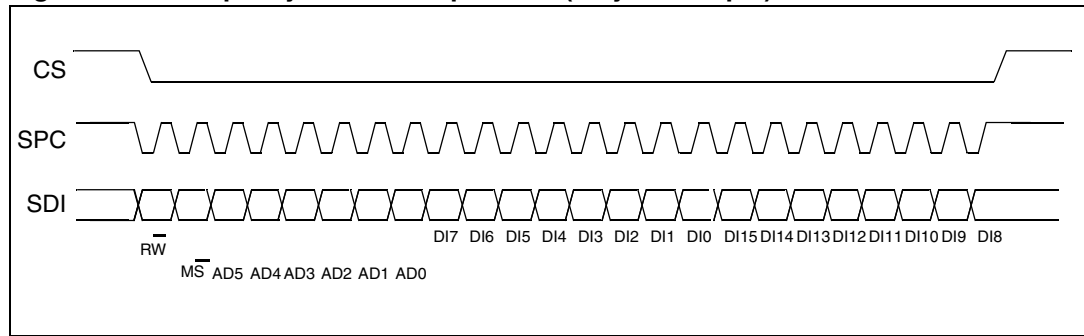 CS
SPC
SDI
DI7 DI6 DI5 DI4 DI3 DI2 DI1 DI0 DI15 DI14 DI13 DI12 DI11 DI10 DI9 DI8
RW
MS AD5 AD4 AD3 AD2 AD1 AD0